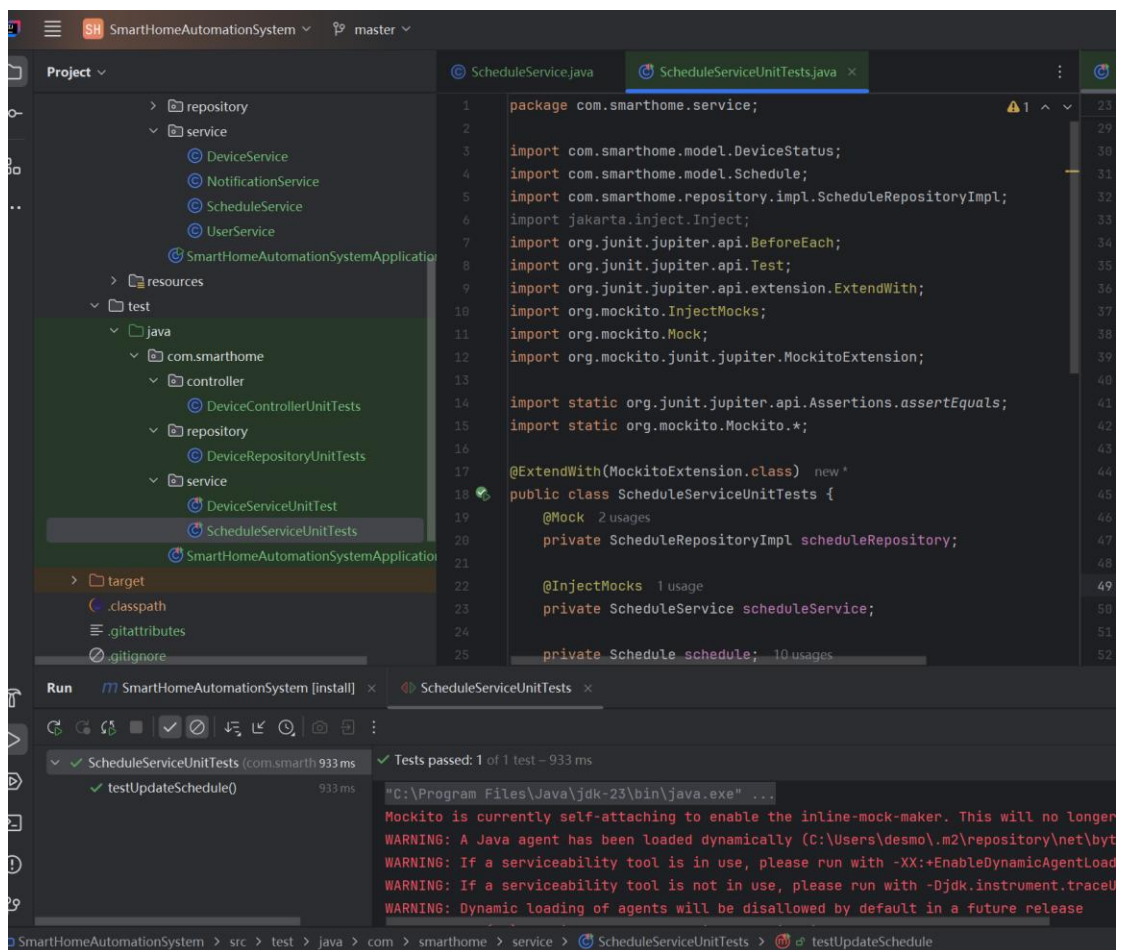 SH SmartHomeAutomationSystem master
Project
repository
service
DeviceService
NotificationService
ScheduleService
UserService
SmartHomeAutomationSystemApplication
resources
test
java
com.smarthome
controller
DeviceControllerUnitTests
repository
DeviceRepositoryUnitTests
service
DeviceServiceUnitTest
ScheduleServiceUnitTests
SmartHomeAutomationSystemApplication
target
.classpath
.gitattributes
.gitignore
ScheduleService.java ScheduleServiceUnitTests.java
1 package com.smarthome.service; 1
2
3 import com.smarthome.model.DeviceStatus;
4 import com.smarthome.model.Schedule;
5 import com.smarthome.repository.impl.ScheduleRepositoryImpl;
6 import jakarta.inject.Inject;
7 import org.junit.jupiter.api.BeforeEach;
8 import org.junit.jupiter.api.Test;
9 import org.junit.jupiter.api.extension.ExtendWith;
10 import org.mockito.InjectMocks;
11 import org.mockito.Mock;
12 import org.mockito.junit.jupiter.MockitoExtension;
13
14 import static org.junit.jupiter.api.Assertions.assertEquals;
15 import static org.mockito.Mockito.*;
16
17 @ExtendWith(MockitoExtension.class) new *
18 public class ScheduleServiceUnitTests {
19 @Mock 2 usages
20 private ScheduleRepositoryImpl scheduleRepository;
21
22 @InjectMocks 1 usage
23 private ScheduleService scheduleService;
24
25 private Schedule schedule; 10 usages
23
29
30
31
32
33
34
35
36
37
38
39
40
41
42
43
44
45
46
47
48
49
50
51
52
Run SmartHomeAutomationSystem [install] ScheduleServiceUnitTests
ScheduleServiceUnitTests (com.smarth 933 ms
testUpdateSchedule() 933 ms
Tests passed: 1 of 1 test – 933 ms
"C:\Program Files\Java\jdk-23\bin\java.exe" ...
Mockito is currently self-attaching to enable the inline-mock-maker. This will no longer
WARNING: A Java agent has been loaded dynamically (C:\Users\desmo\.m2\repository\net\byt
WARNING: If a serviceability tool is in use, please run with -XX:+EnableDynamicAgentLoad
WARNING: If a serviceability tool is not in use, please run with -Djdk.instrument.traceU
WARNING: Dynamic loading of agents will be disallowed by default in a future release
SmartHomeAutomationSystem > src > test > java > com > smarthome > service > ScheduleServiceUnitTests > testUpdateSchedule